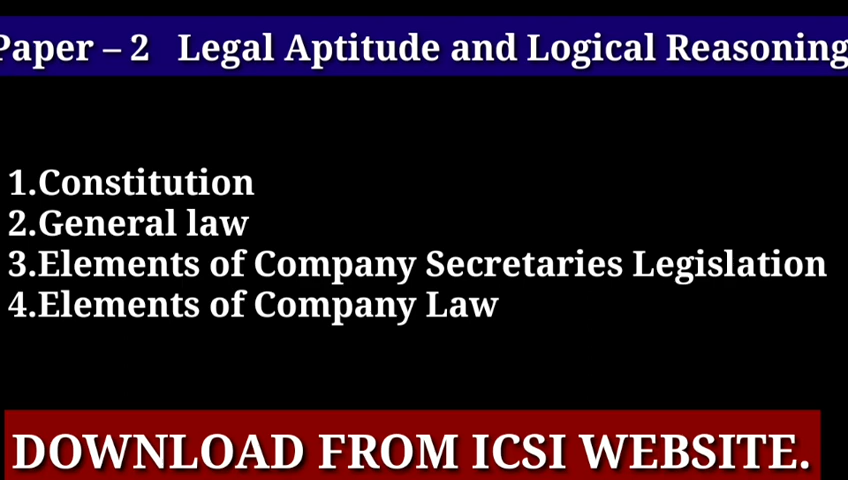 Paper – 2 Legal Aptitude and Logical Reasoning
1.Constitution
2.General law
3.Elements of Company Secretaries Legislation
4.Elements of Company Law
DOWNLOAD FROM ICSI WEBSITE.